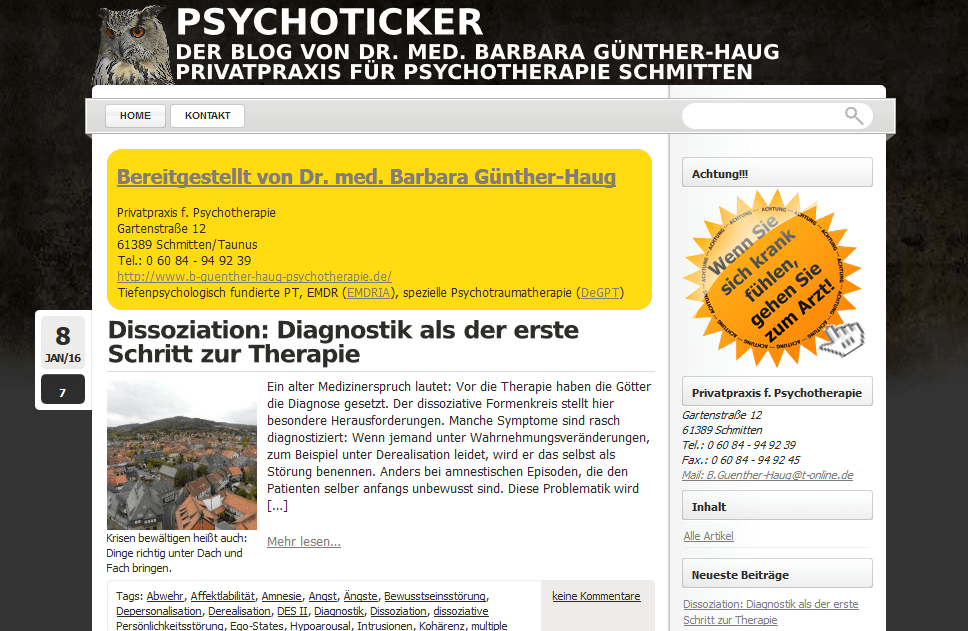 PSYCHOTICKER
DER BLOG VON DR. MED. BARBARA GÜNTHER-HAUG
PRIVATPRAXIS FÜR PSYCHOTHERAPIE SCHMITTEN
HOME
KONTAKT
Bereitgestellt von Dr. med. Barbara Günther-Haug
Privatpraxis f. Psychotherapie
Gartenstraße 12
61389 Schmitten/Taunus
Tel.: 0 60 84 - 94 92 39
http://www.b-guenther-haug-psychotherapie.de/
Tiefenpsychologisch fundierte PT, EMDR (EMDRIA), spezielle Psychotraumatherapie (DeGPT)
8
JAN/16
7
Dissoziation: Diagnostik als der erste
Schritt zur Therapie
Ein alter Medizinerspruch lautet: Vor die Therapie haben die Götter
die Diagnose gesetzt. Der dissoziative Formenkreis stellt hier
besondere Herausforderungen. Manche Symptome sind rasch
diagnostiziert: Wenn jemand unter Wahrnehmungsveränderungen,
zum Beispiel unter Derealisation leidet, wird er das selbst als
Störung benennen. Anders bei amnestischen Episoden, die den
Patienten selber anfangs unbewusst sind. Diese Problematik wird
[...]
Krisen bewältigen heißt auch:
Dinge richtig unter Dach und
Fach bringen.
Mehr lesen...
Tags: Abwehr, Affektlabilität, Amnesie, Angst, Ängste, Bewusstseinsstörung,
Depersonalisation, Derealisation, DES II, Diagnostik, Dissoziation, dissoziative
Persönlichkeitsstörung, Ego-States, Hypoarousal, Intrusionen, Kohärenz, multiple
keine Kommentare
Achtung!!!
ACHTUNG
Wenn Sie
sich krank
fühlen,
gehen Sie
zum Arzt!
Privatpraxis f. Psychotherapie
Gartenstraße 12
61389 Schmitten
Tel.: 0 60 84 - 94 92 39
Fax.: 0 60 84 - 94 92 45
Mail: B.Guenther-Haug@t-online.de
Inhalt
Alle Artikel
Neueste Beiträge
Dissoziation: Diagnostik als der erste
Schritt zur Therapie